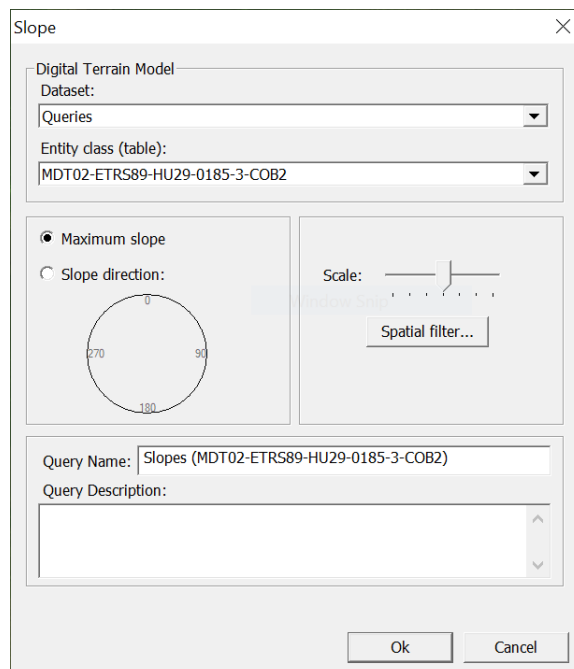 Slope
Digital Terrain Model
Dataset:
Queries
Entity class (table):
MDT02-ETRS89-HU29-0185-3-COB2
Maximum slope
Slope direction:
0
270
90
180
Scale:
Window Snip
Spatial filter...
Query Name:
Slopes (MDT02-ETRS89-HU29-0185-3-COB2)
Query Description:
Ok
Cancel